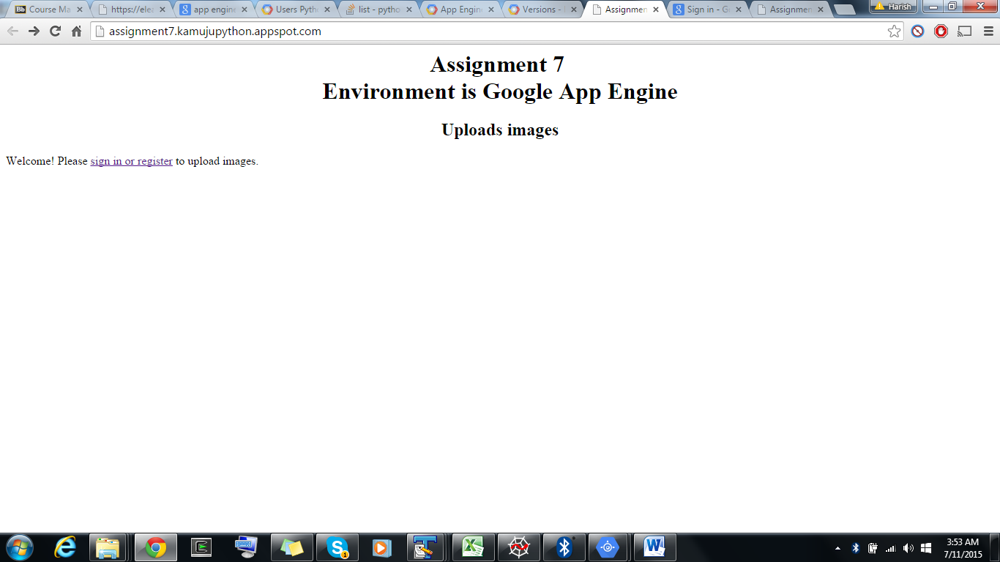 Course Ma
https://elea
app engine
Users Pyth
list - pytho
App Engin
Versions -
Assignmen
Sign in - Go
Assignmen
Harish
assignment7.kamujupython.appspot.com
Assignment 7
Environment is Google App Engine
Uploads images
Welcome! Please sign in or register to upload images.
3:53 AM
7/11/2015